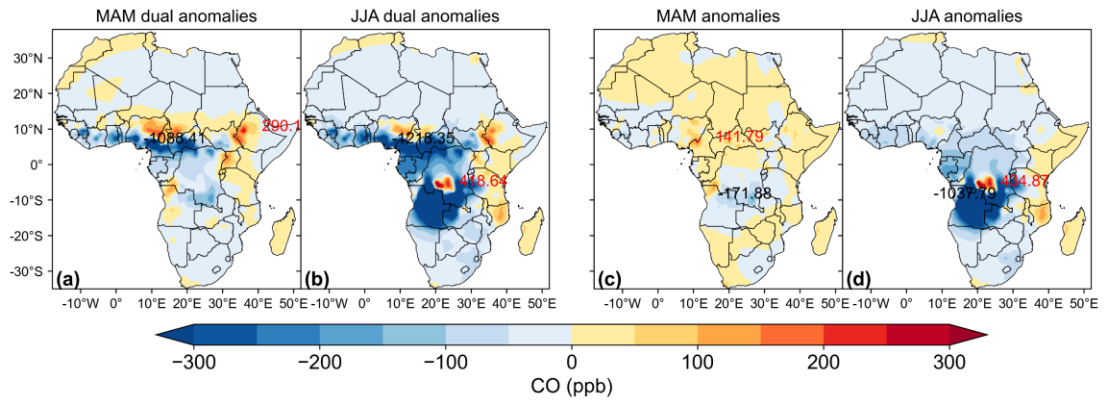 MAM dual anomalies JJA dual anomalies MAM anomalies JJA anomalies
30°N
20°N
10°N
0°
-10°S
-20°S
-30°S
-1086.41
290.1
-1218.35
418.64
141.79
-171.88
434.87
-1037.79
(a) (b) (c) (d)
-10°W 0° 10°E 20°E 30°E 40°E 50°E -10°W 0° 10°E 20°E 30°E 40°E 50°E -10°W 0° 10°E 20°E 30°E 40°E 50°E -10°W 0° 10°E 20°E 30°E 40°E 50°E
−300 −200 −100 0 100 200 300
CO (ppb)